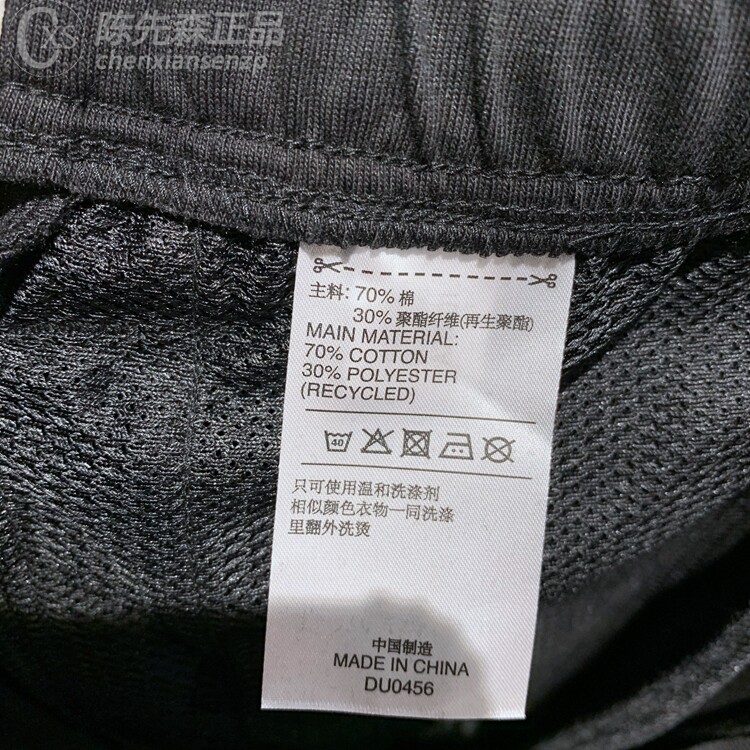 CXS 陈先森正品
chenxiansenzp
主料: 70% 棉
30% 聚酯纤维(再生聚酯)
MAIN MATERIAL:
70% COTTON
30% POLYESTER
(RECYCLED)
40
只可使用温和洗涤剂
相似颜色衣物一同洗涤
里翻外洗烫
中国制造
MADE IN CHINA
DU0456